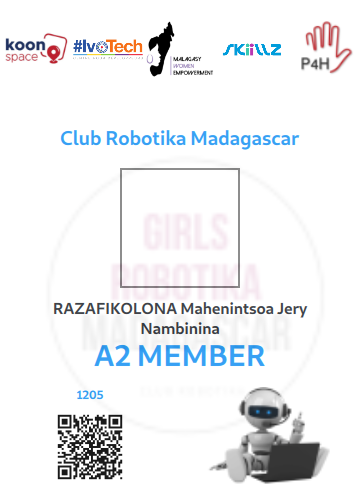 koon
space
#IvoTech
MALAGASY
WOMEN
EMPOWERMENT
SKillZ
P4H
Club Robotika Madagascar
GIRLS
ROBOTIKA
MADAGASCAR
RAZAFIKOLONA Mahenintsoa Jery
Nambinina
A2 MEMBER
1205